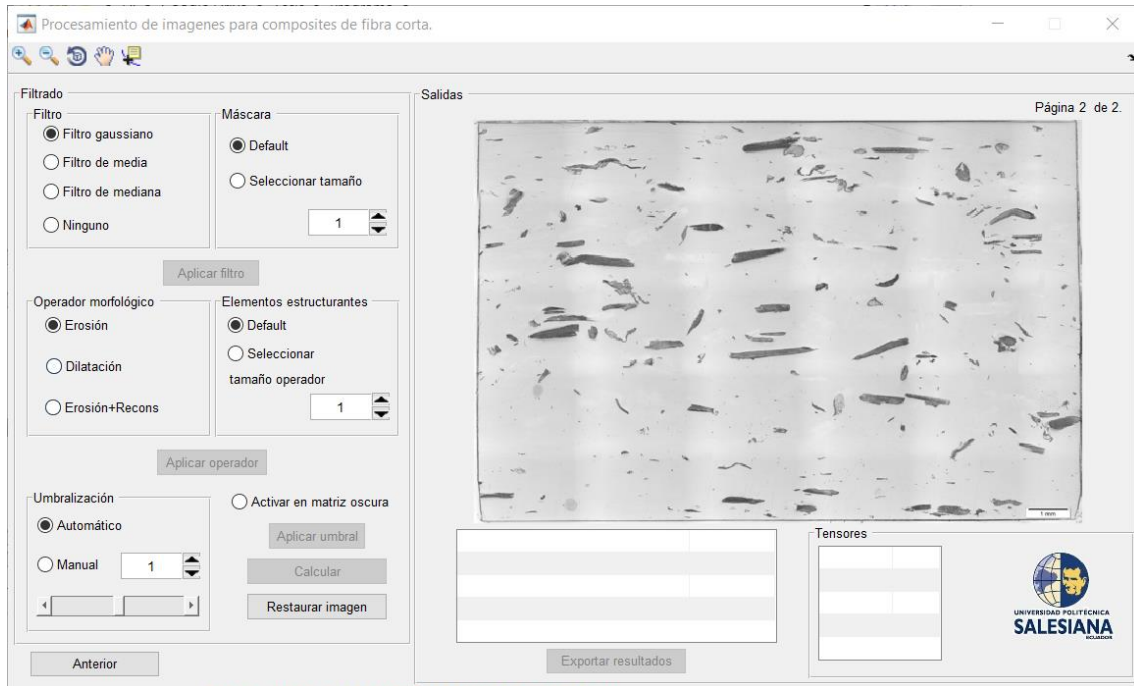 Procesamiento de imagenes para composites de fibra corta.
Filtrado
Filtro
Filtro gaussiano
Filtro de media
Filtro de mediana
Ninguno
Máscara
Default
Seleccionar tamaño
1
Aplicar filtro
Operador morfológico
Erosión
Dilatación
Erosión+Recons
Elementos estructurantes
Default
Seleccionar
tamaño operador
1
Aplicar operador
Umbralización
Automático
Manual 1
Activar en matriz oscura
Aplicar umbral
Calcular
Restaurar imagen
Anterior
Salidas
Página 2 de 2.
1 mm
Exportar resultados
Tensores
UNIVERSIDAD POLITÉCNICA
SALESIANA
ECUADOR